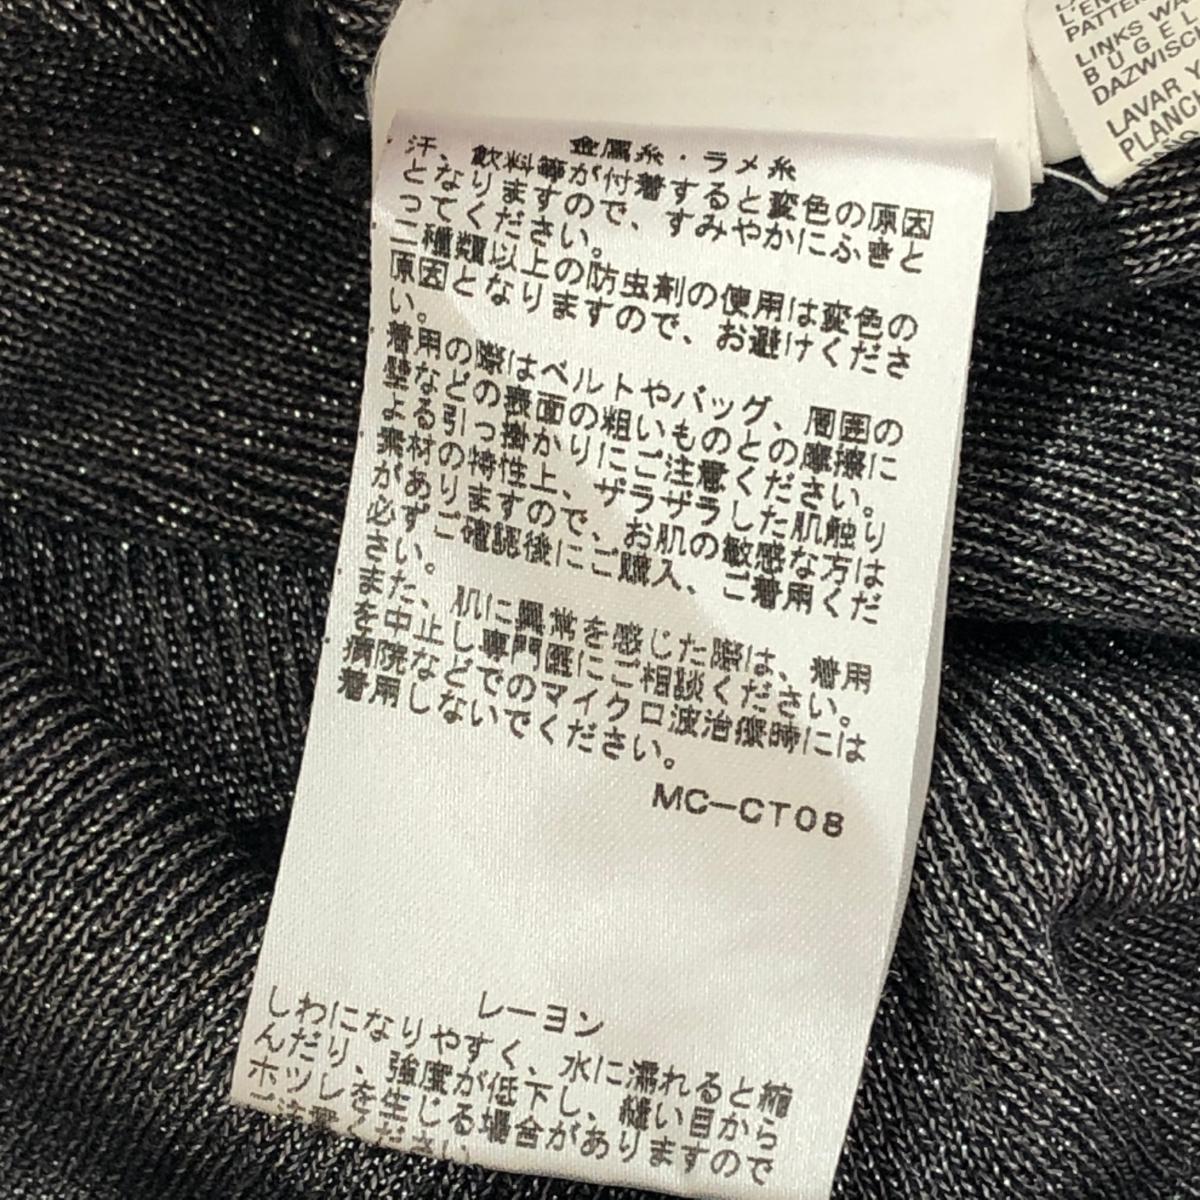 金属糸・ラメ糸
汗、飲料等が付着すると変色の原因
となりますので、すみやかにふきと
ってください。
二種類以上の防虫剤の使用は変色の
原因となりますので、お避けくださ
い。
着用の際はベルトやバッグ、周囲の
壁などの表面の粗いものとの摩擦に
よる引っ掛かりにご注意ください。
素材の特性上、ザラザラした肌触り
がありますので、お肌の敏感な方は
必ずご確認後にご購入、ご着用くだ
さい。
また、肌に異常を感じた際は、着用
を中止し専門医にご相談ください。
病院などでのマイクロ波治療時には
着用しないでください。
MC-CT08
レーヨン
しわになりやすく、水に濡れると縮
んだり、強度が低下し、縫い目から
ホツレを生じる場合がありますので
ご注意ください
L'EN
PATTE
LINKS WA
BÜGEL
DAZWISCH
LAVAR Y
PLANCH